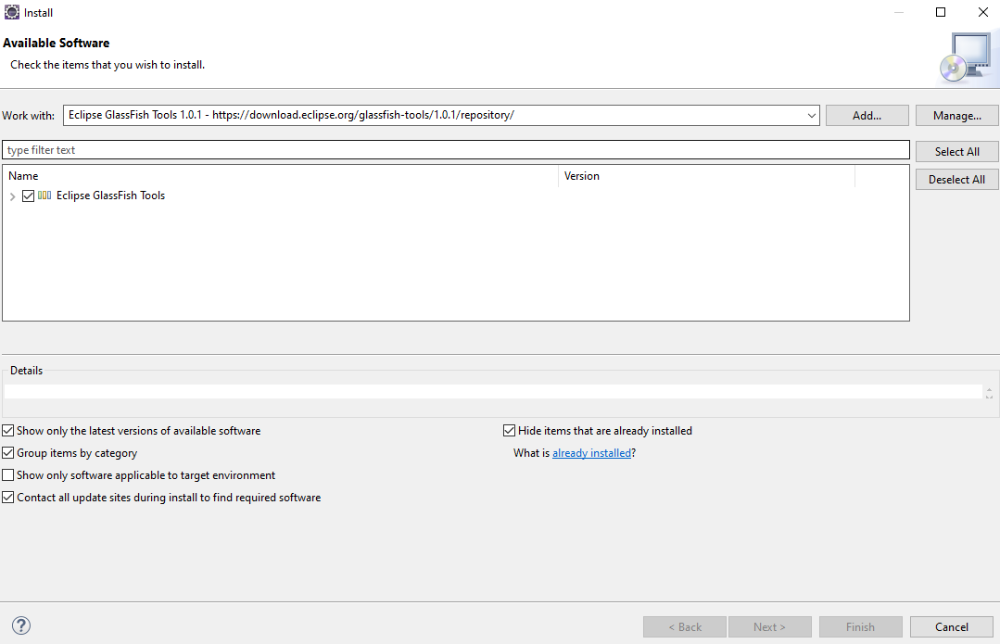 Install
Available Software
Check the items that you wish to install.
Work with: Eclipse GlassFish Tools 1.0.1 - https://download.eclipse.org/glassfish-tools/1.0.1/repository/ Add... Manage...
type filter text Select All
Name Version Deselect All
Eclipse GlassFish Tools
Details
Show only the latest versions of available software Hide items that are already installed
Group items by category What is already installed?
Show only software applicable to target environment
Contact all update sites during install to find required software
? < Back Next > Finish Cancel